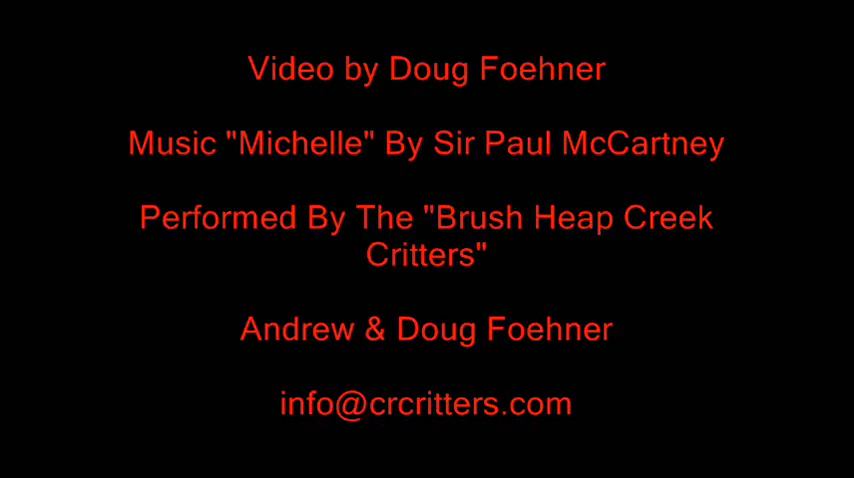 Video by Doug Foehner
Music "Michelle" By Sir Paul McCartney
Performed By The "Brush Heap Creek
Critters"
Andrew & Doug Foehner
info@crcritters.com